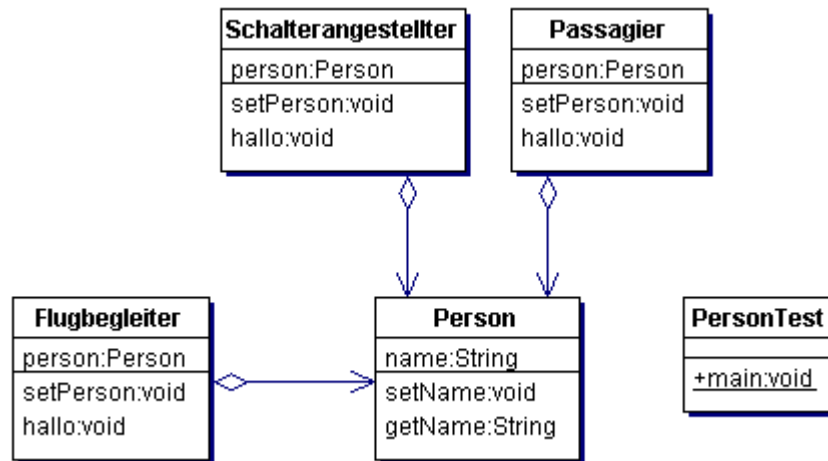 Schalterangestellter
person:Person
setPerson:void
hallo:void
Passagier
person:Person
setPerson:void
hallo:void
Flugbegleiter
person:Person
setPerson:void
hallo:void
Person
name:String
setName:void
getName:String
PersonTest
+main:void